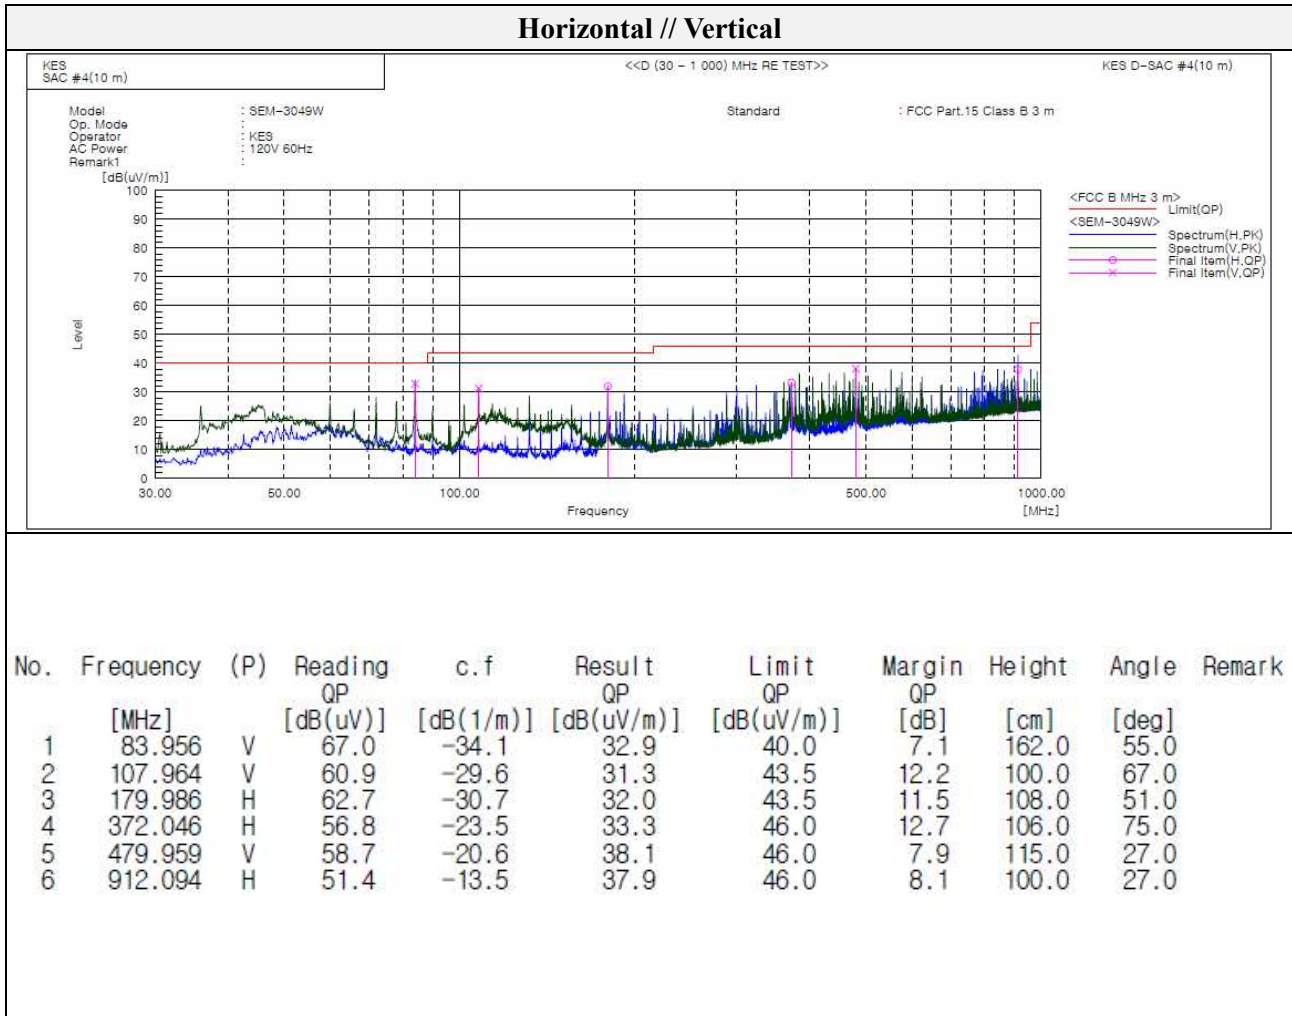 Horizontal // Vertical
KES
SAC #4(10 m)
<<D (30 - 1 000) MHz RE TEST>>
KES D-SAC #4(10 m)
Model : SEM-3049W
Standard : FCC Part.15 Class B 3 m
Op. Mode :
Operator : KES
AC Power : 120V 60Hz
Remark1 :
[dB(uV/m)]
100
90
80
70
60
50
40
30
20
10
0
Level
30.00 50.00 100.00 500.00 1000.00
Frequency [MHz]
<FCC B MHz 3 m>
Limit(QP)
<SEM-3049W>
Spectrum(H,PK)
Spectrum(V,PK)
Final Item(H,QP)
Final Item(V,QP)
No. Frequency (P) Reading c.f Result Limit Margin Height Angle Remark
QP QP QP QP
[MHz] [dB(uV)] [dB(1/m)] [dB(uV/m)] [dB(uV/m)] [dB] [cm] [deg]
1 83.956 V 67.0 -34.1 32.9 40.0 7.1 162.0 55.0
2 107.964 V 60.9 -29.6 31.3 43.5 12.2 100.0 67.0
3 179.986 H 62.7 -30.7 32.0 43.5 11.5 108.0 51.0
4 372.046 H 56.8 -23.5 33.3 46.0 12.7 106.0 75.0
5 479.959 V 58.7 -20.6 38.1 46.0 7.9 115.0 27.0
6 912.094 H 51.4 -13.5 37.9 46.0 8.1 100.0 27.0